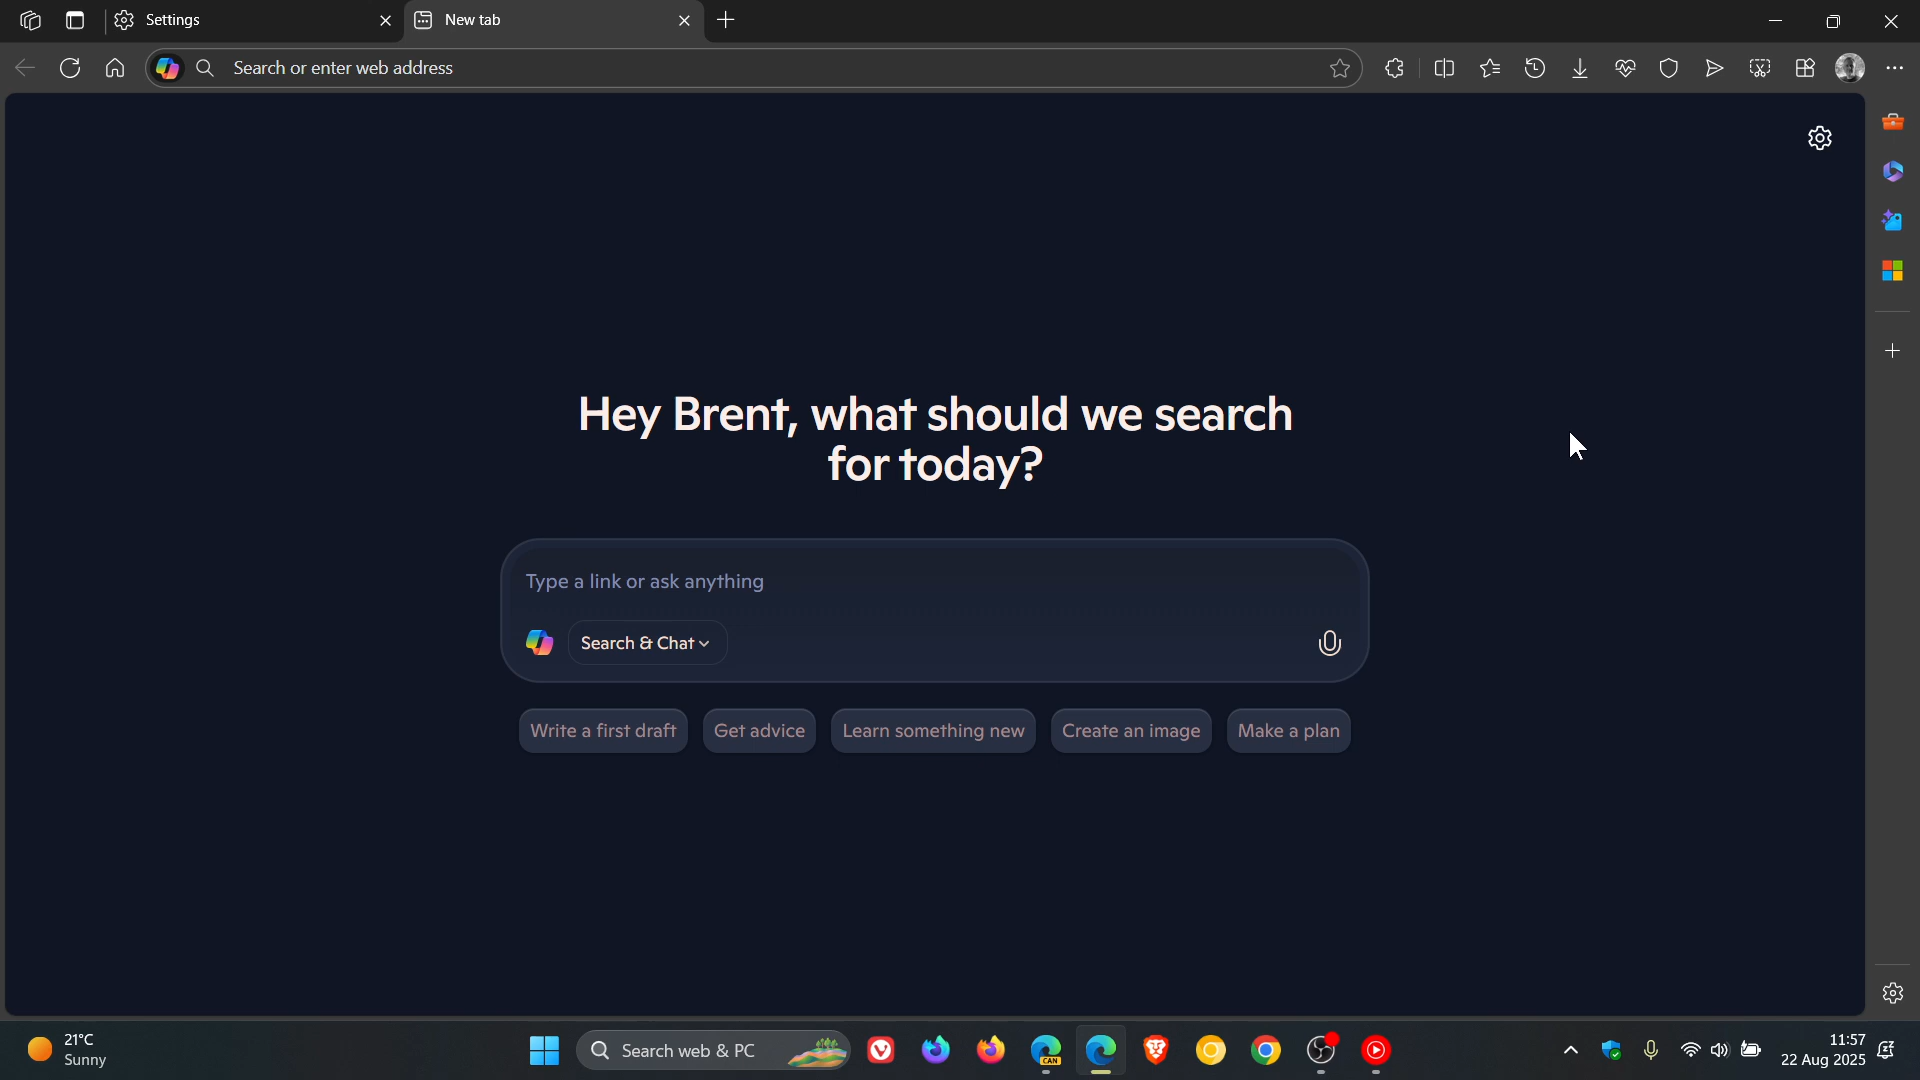 Settings
New tab
Search or enter web address
Hey Brent, what should we search
for today?
Type a link or ask anything
Search & Chat
Write a first draft
Get advice
Learn something new
Create an image
Make a plan
21°C
Sunny
Search web & PC
CAN
11:57
22 Aug 2025